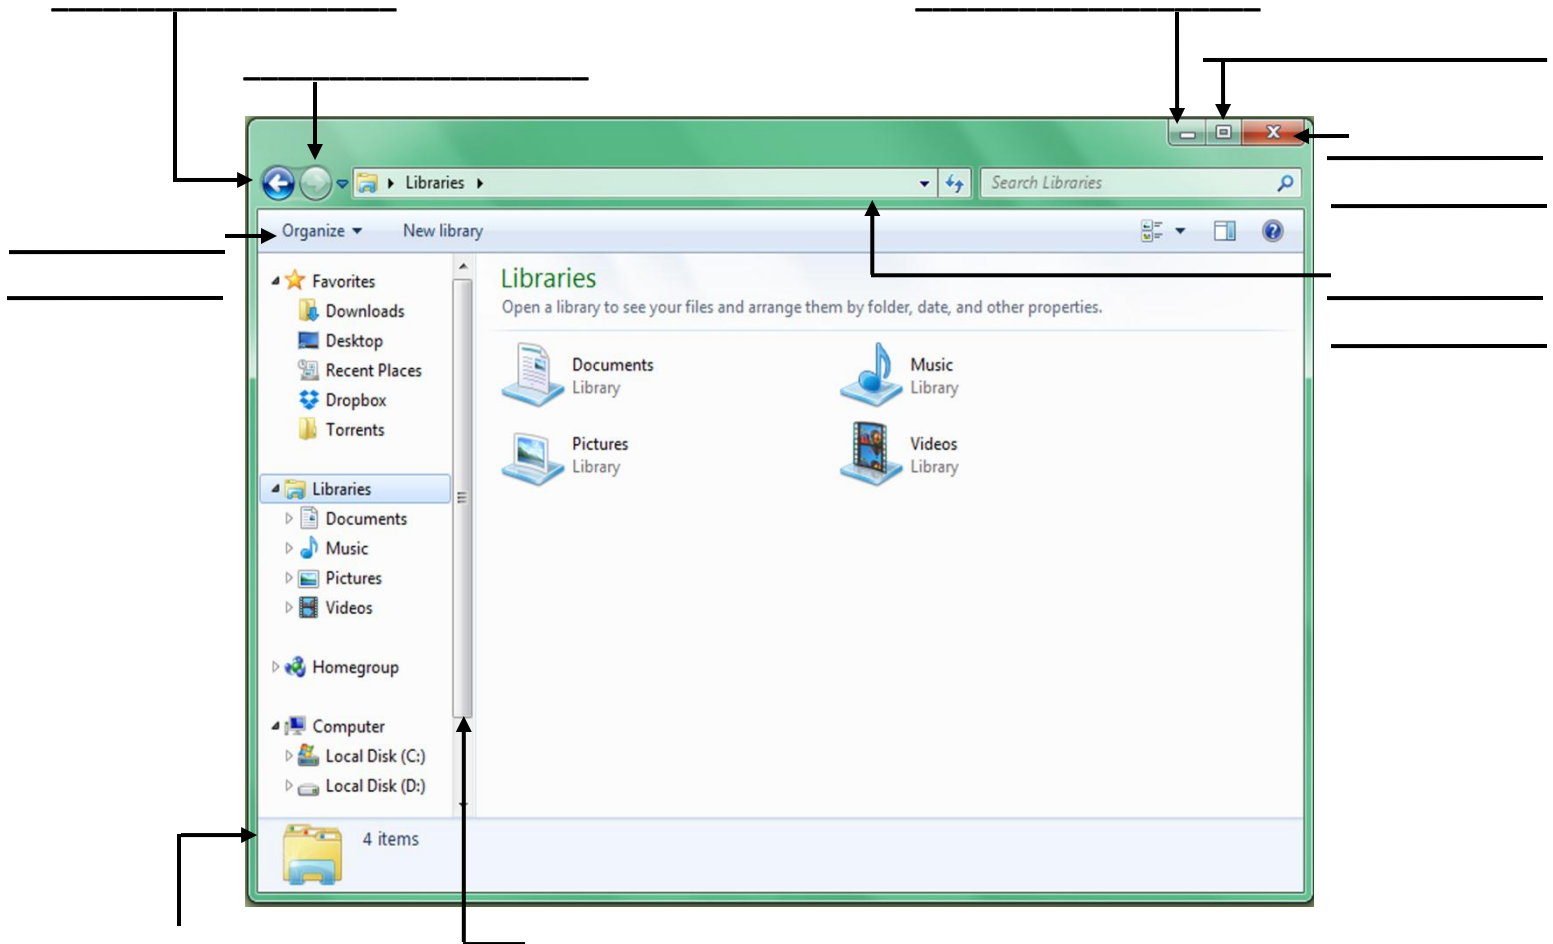 Libraries
Search Libraries
Organize
New library
Favorites
Downloads
Desktop
Recent Places
Dropbox
Torrents
Libraries
Documents
Music
Pictures
Videos
Homegroup
Computer
Local Disk (C:)
Local Disk (D:)
Libraries
Open a library to see your files and arrange them by folder, date, and other properties.
Documents
Library
Music
Library
Pictures
Library
Videos
Library
4 items